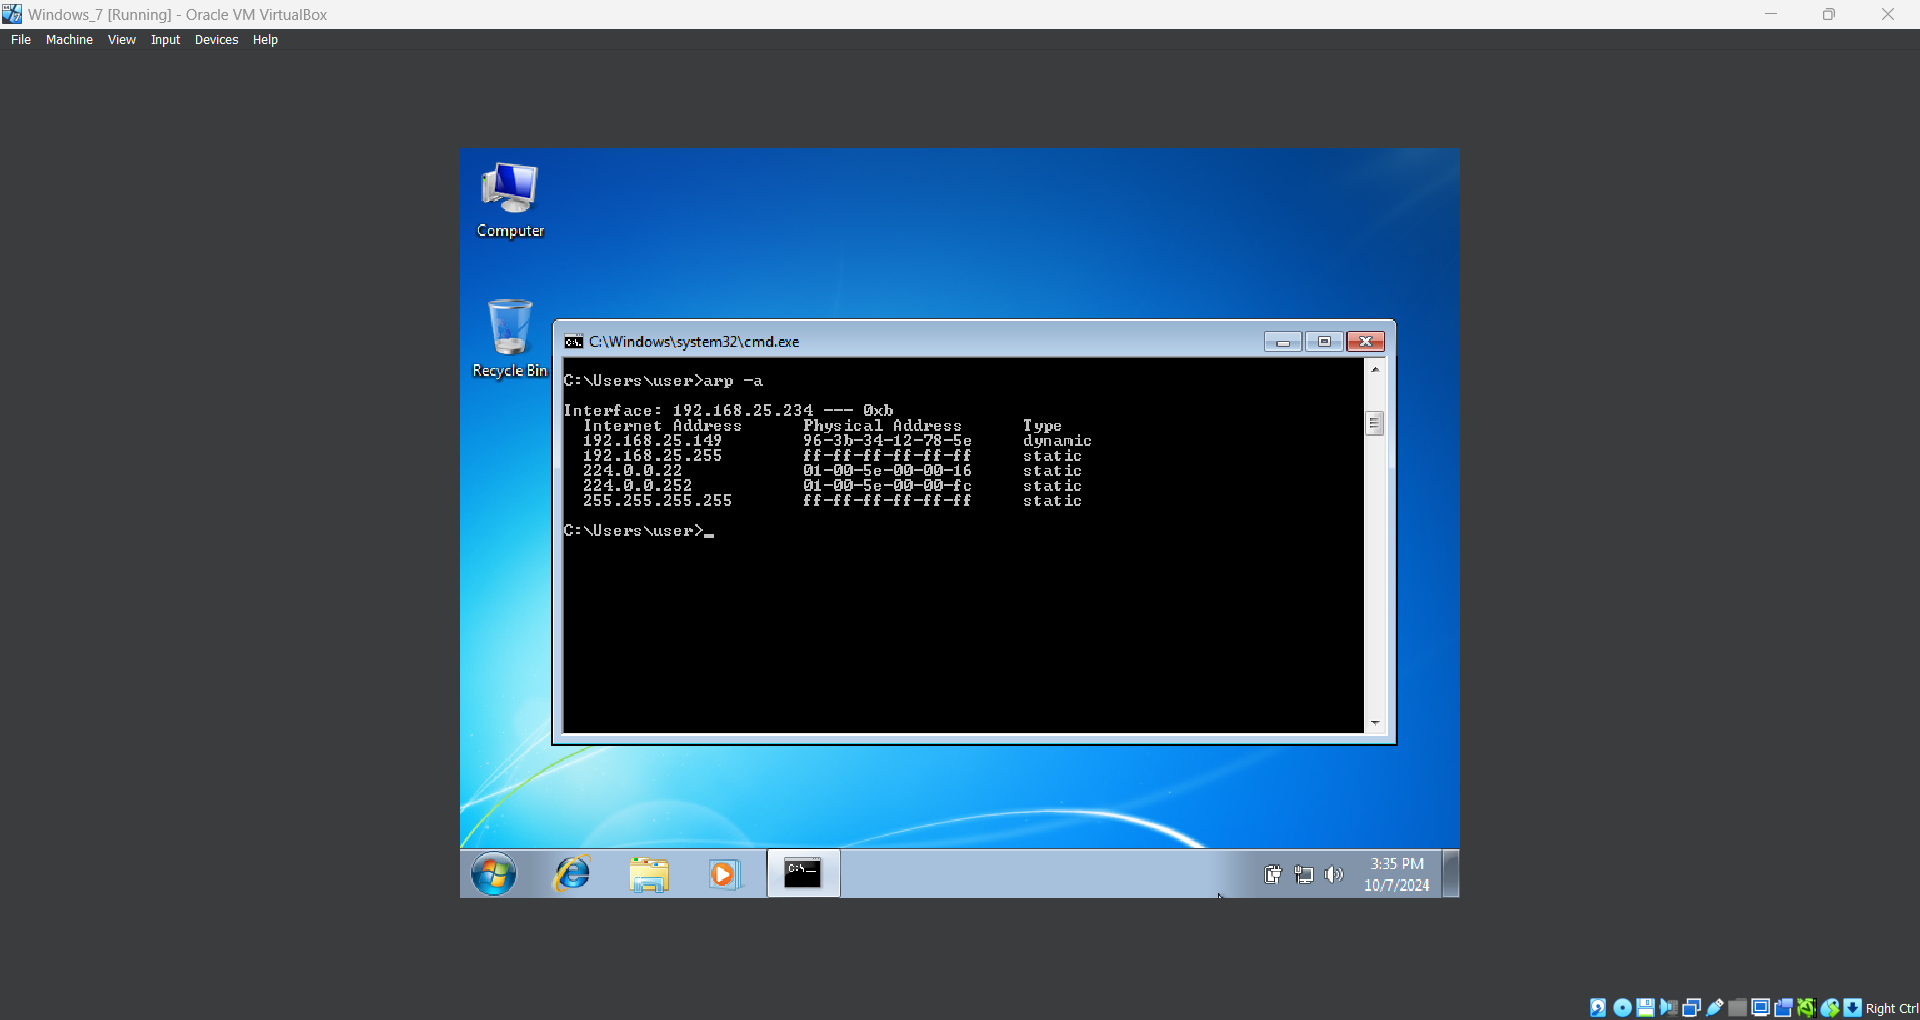 Windows_7 [Running] - Oracle VM VirtualBox
File Machine View Input Devices Help
Computer
Recycle Bin
C:\Windows\system32\cmd.exe
C:\Users\user>arp -a
Interface: 192.168.25.234 --- 0xb
Internet Address Physical Address Type
192.168.25.149 96-3b-34-12-78-5e dynamic
192.168.25.255 ff-ff-ff-ff-ff-ff static
224.0.0.22 01-00-5e-00-00-16 static
224.0.0.252 01-00-5e-00-00-fc static
255.255.255.255 ff-ff-ff-ff-ff-ff static
C:\Users\user>_
C:\_
3:35 PM
10/7/2024
Right Ctrl